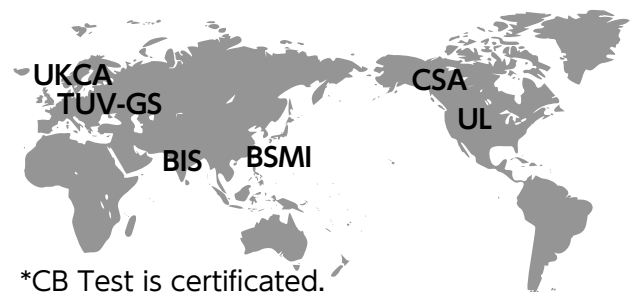 UKCA
TUV-GS
BIS
BSMI
CSA
UL
*CB Test is certificated.